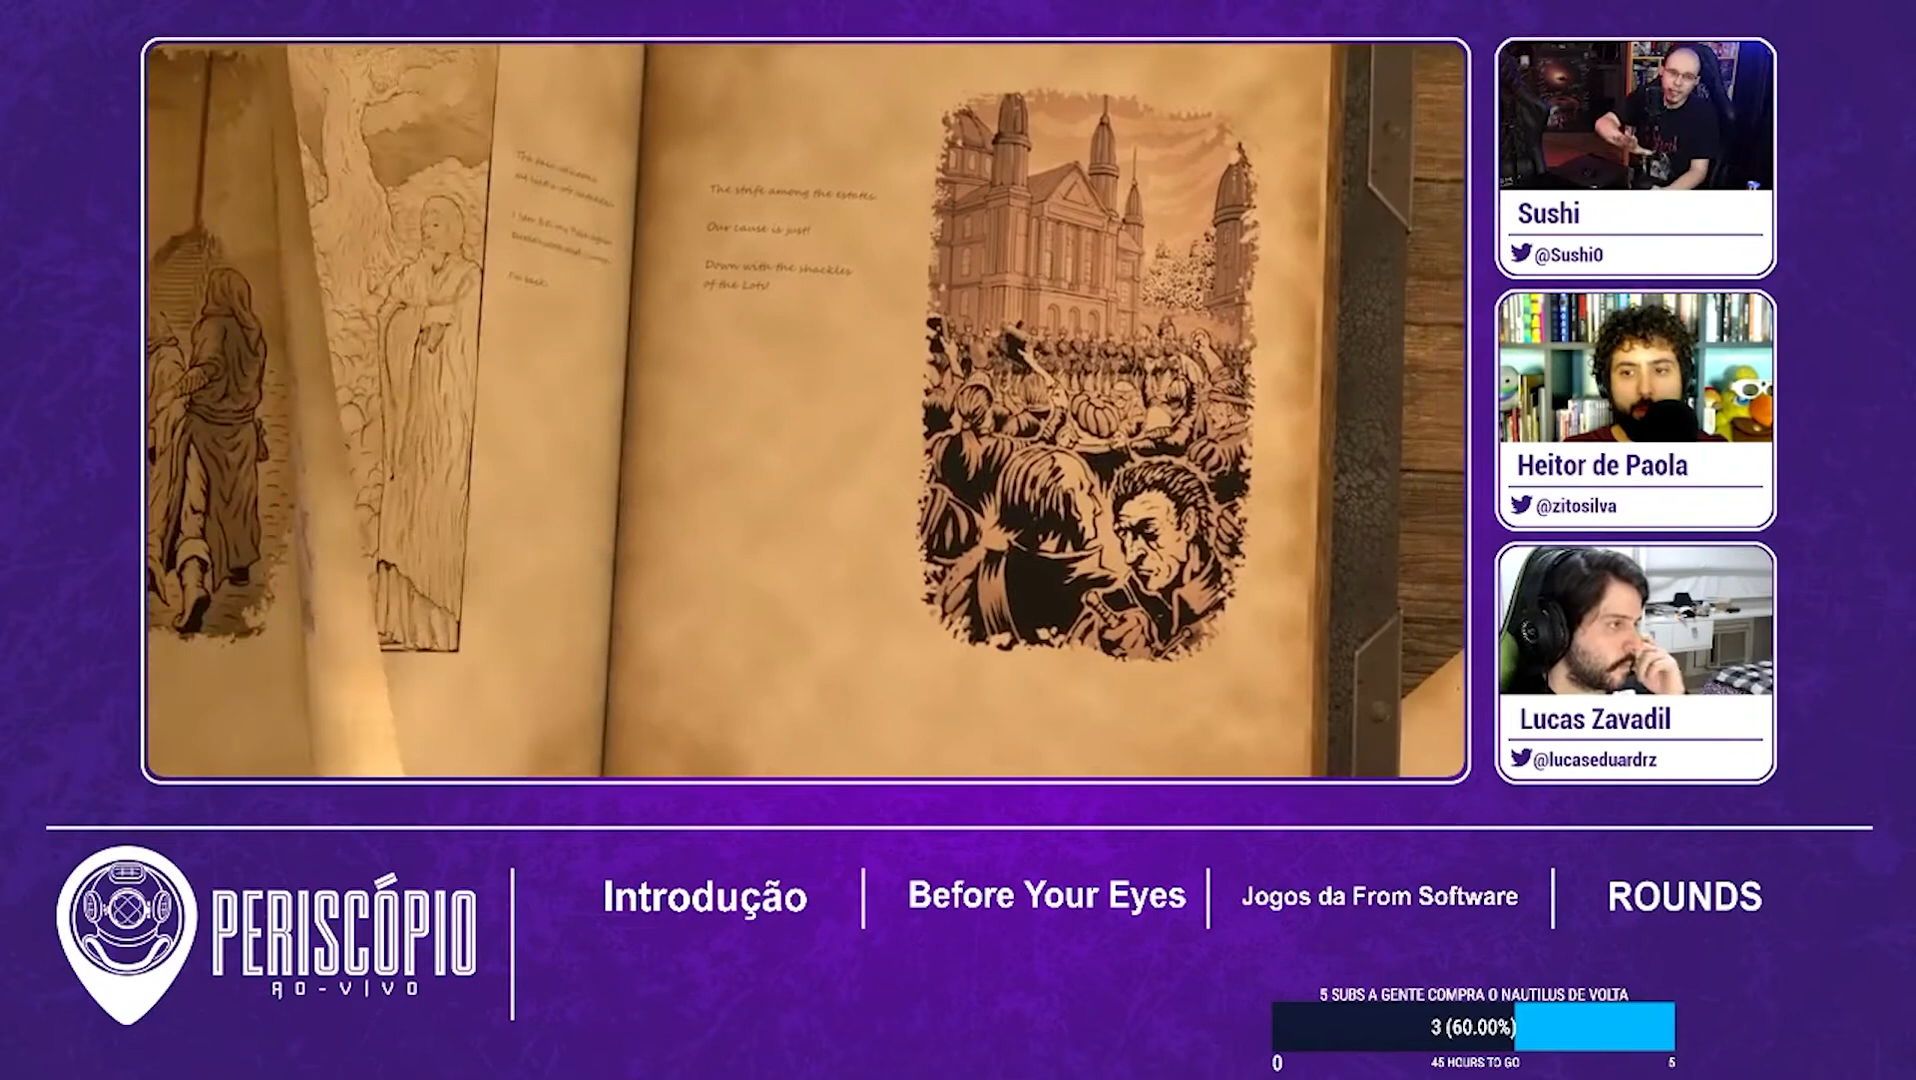 The strife among the estates.
Our cause is just!
Down with the shackles
of the Lots!
I'm back.
Sushi
@Sushi0
Heitor de Paola
@zitosilva
Lucas Zavadil
@lucaseduardrz
PERISCÓPIO
AO-VIVO
Introdução
Before Your Eyes
Jogos da From Software
ROUNDS
5 SUBS A GENTE COMPRA O NAUTILUS DE VOLTA
3 (60.00%)
0
45 HOURS TO GO
5